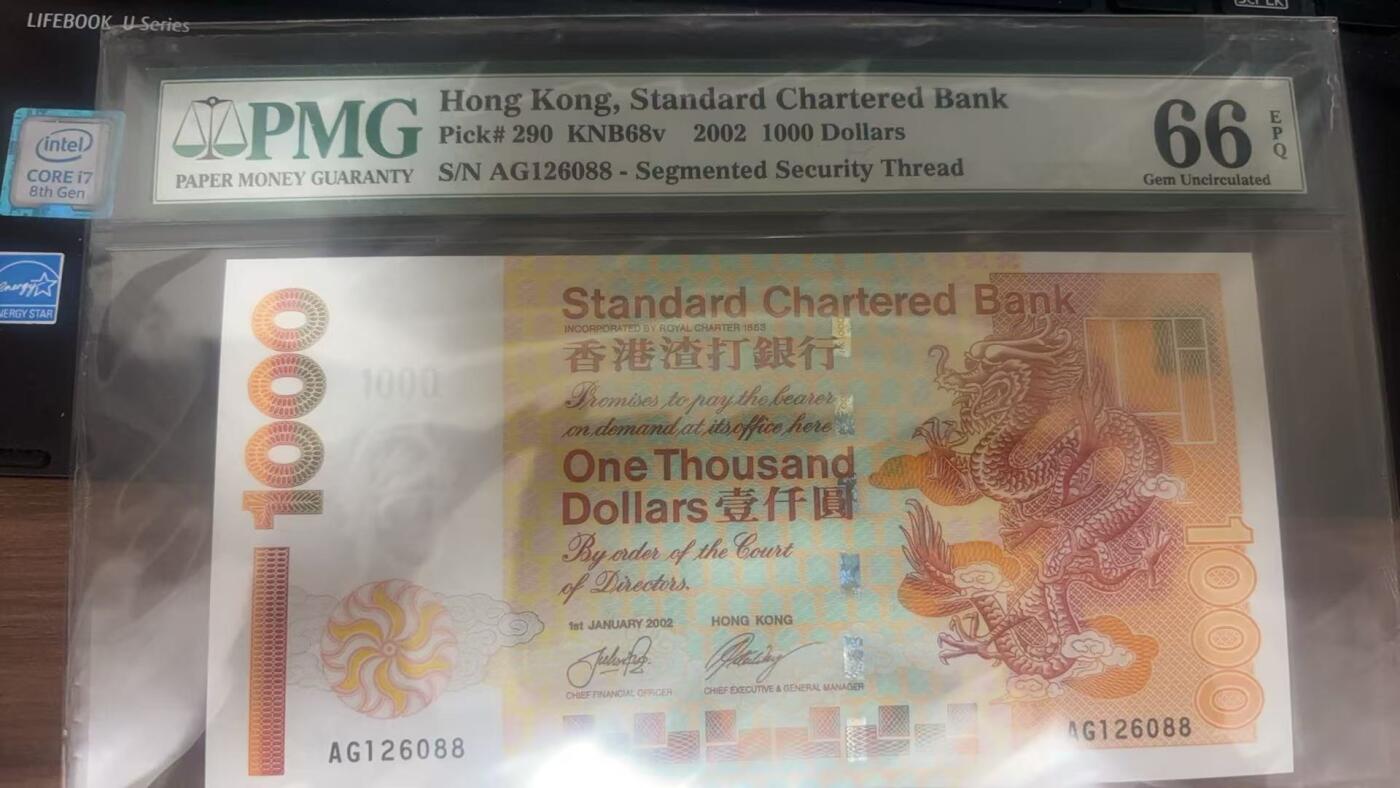 LIFEBOOK U Series
intel
CORE i7
8th Gen
energy
ENERGY STAR
PMG
PAPER MONEY GUARANTY
Hong Kong, Standard Chartered Bank
Pick# 290 KNB68v 2002 1000 Dollars
S/N AG126088 - Segmented Security Thread
66
EPQ
Gem Uncirculated
1000
1000
Standard Chartered Bank
INCORPORATED BY ROYAL CHARTER 1853
香港渣打銀行
Promises to pay the bearer
on demand at its office here
One Thousand
Dollars 壹仟圓
By order of the Court
of Directors.
1st JANUARY 2002 HONG KONG
CHIEF FINANCIAL OFFICER
CHIEF EXECUTIVE & GENERAL MANAGER
AG126088
AG126088
1000